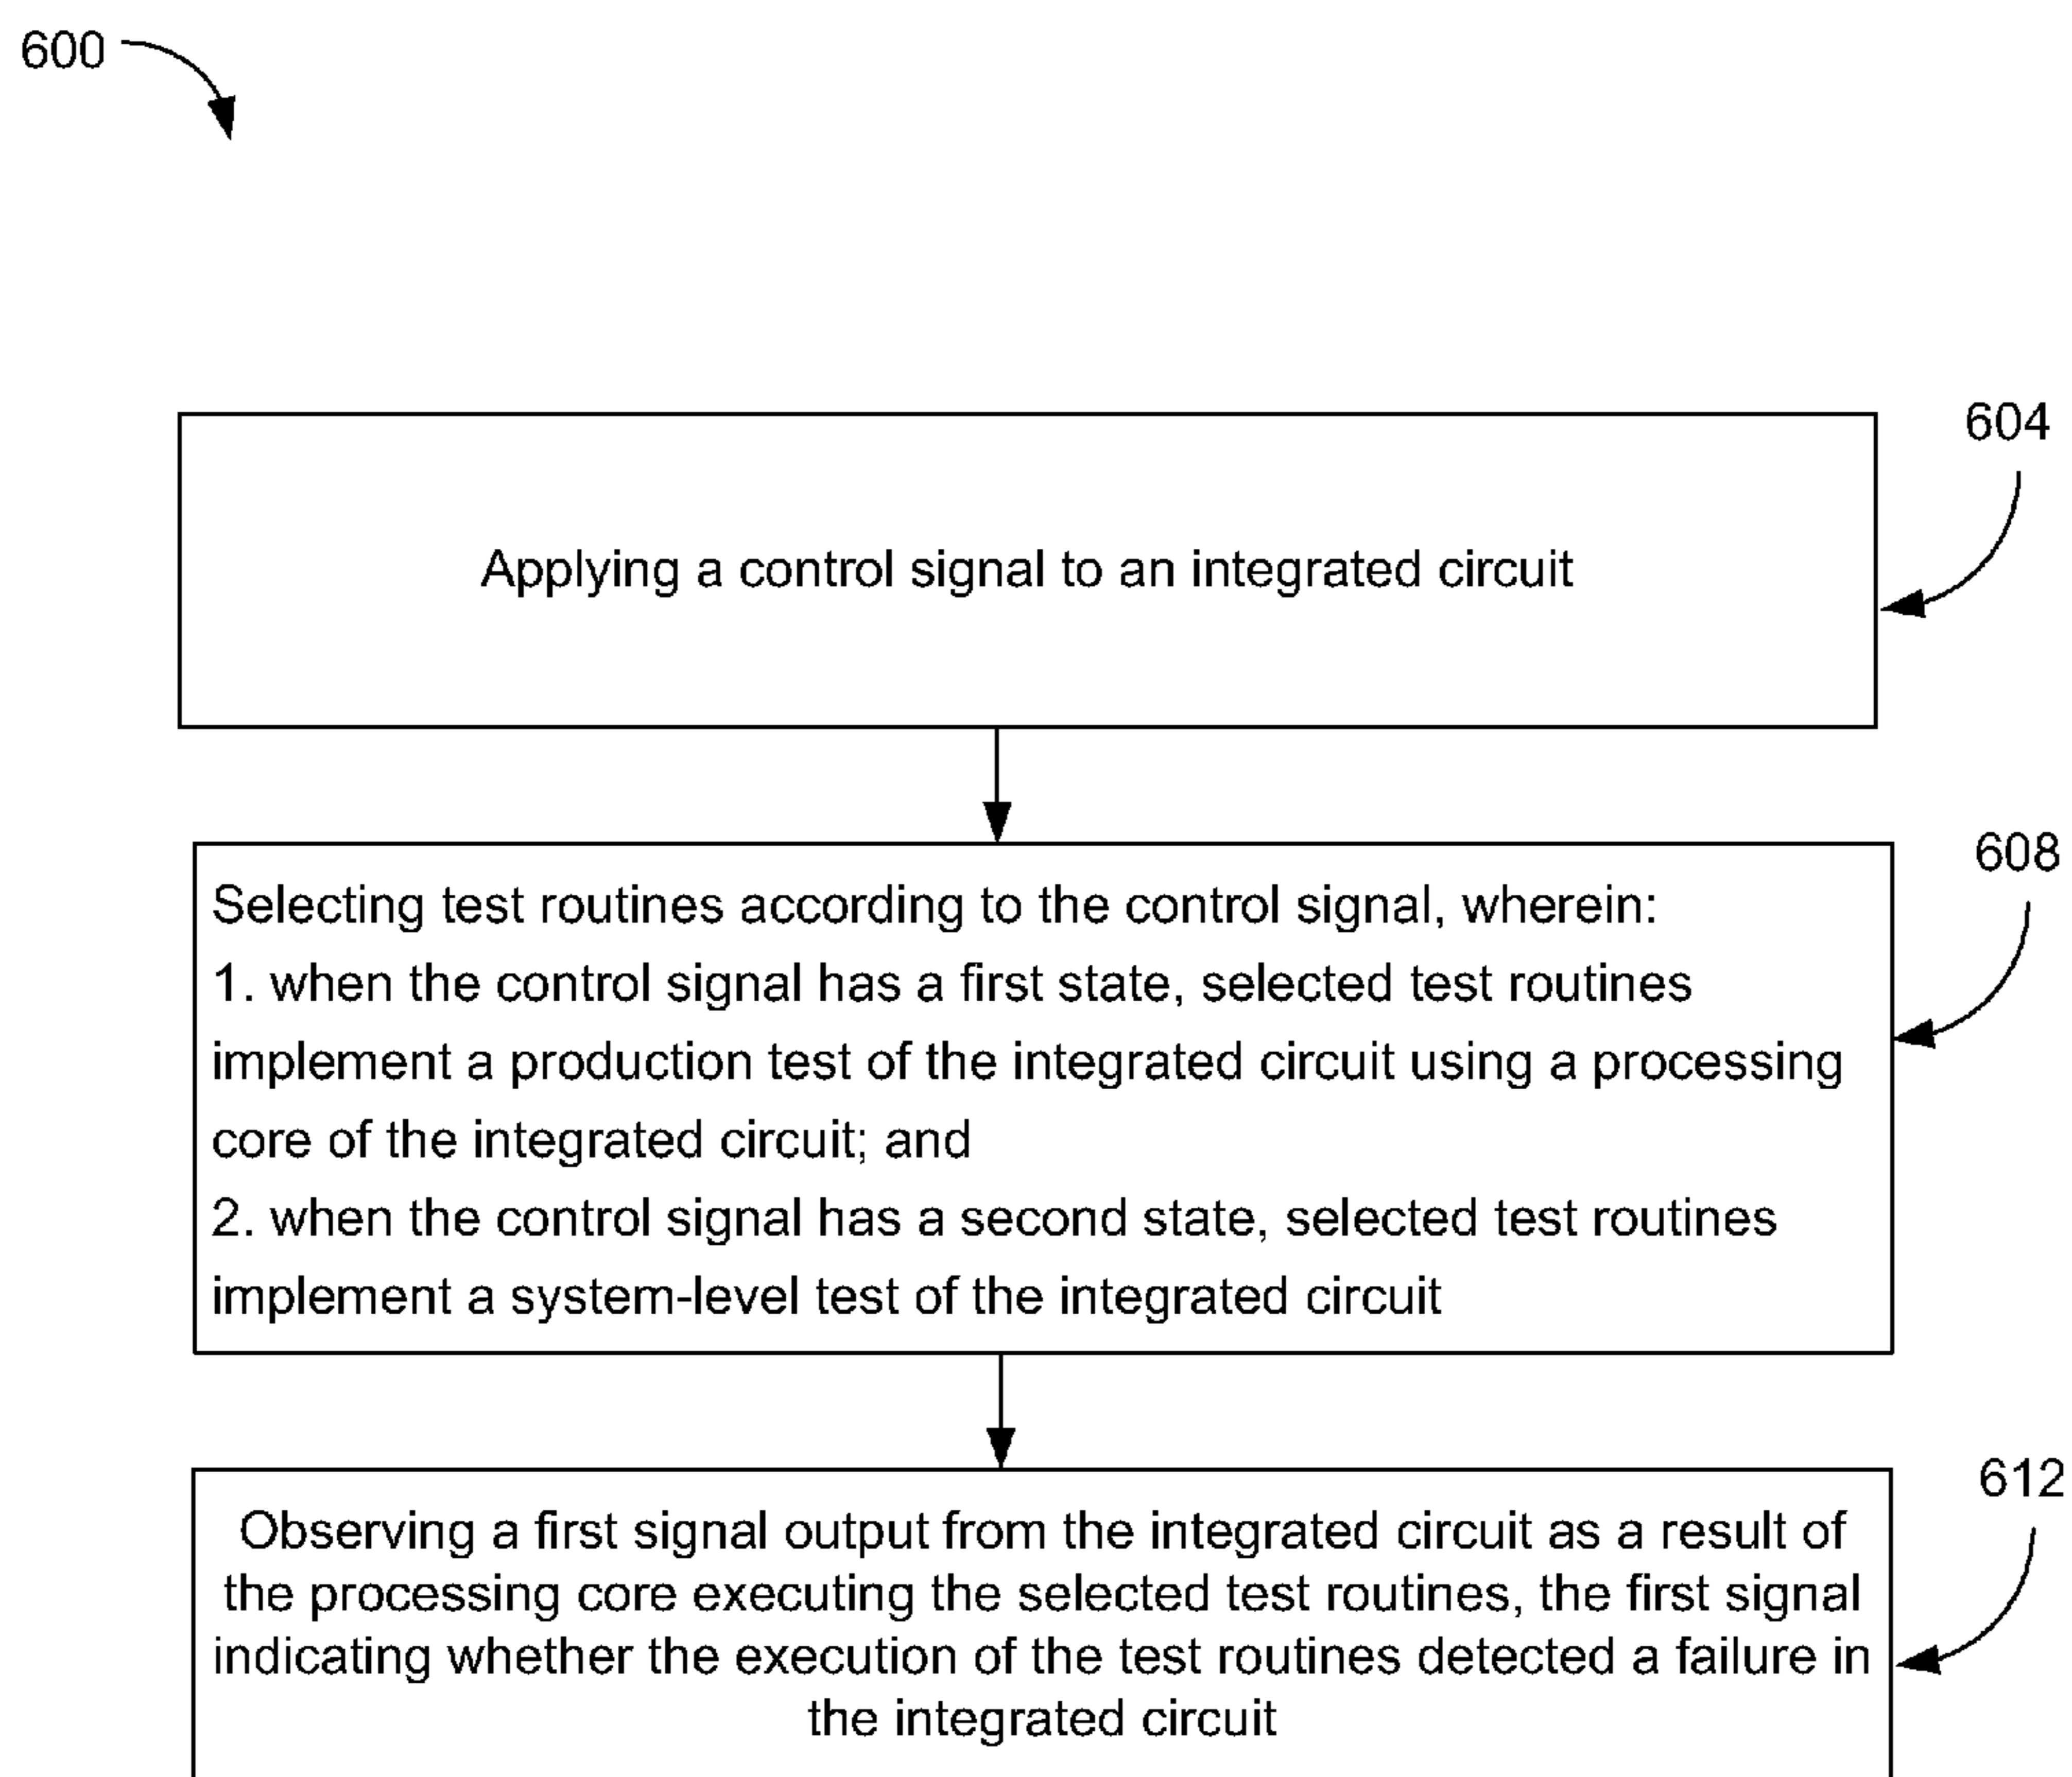 600
604
Applying a control signal to an integrated circuit
608
Selecting test routines according to the control signal, wherein:
1. when the control signal has a first state, selected test routines
implement a production test of the integrated circuit using a processing
core of the integrated circuit; and
2. when the control signal has a second state, selected test routines
implement a system-level test of the integrated circuit
612
Observing a first signal output from the integrated circuit as a result of
the processing core executing the selected test routines, the first signal
indicating whether the execution of the test routines detected a failure in
the integrated circuit